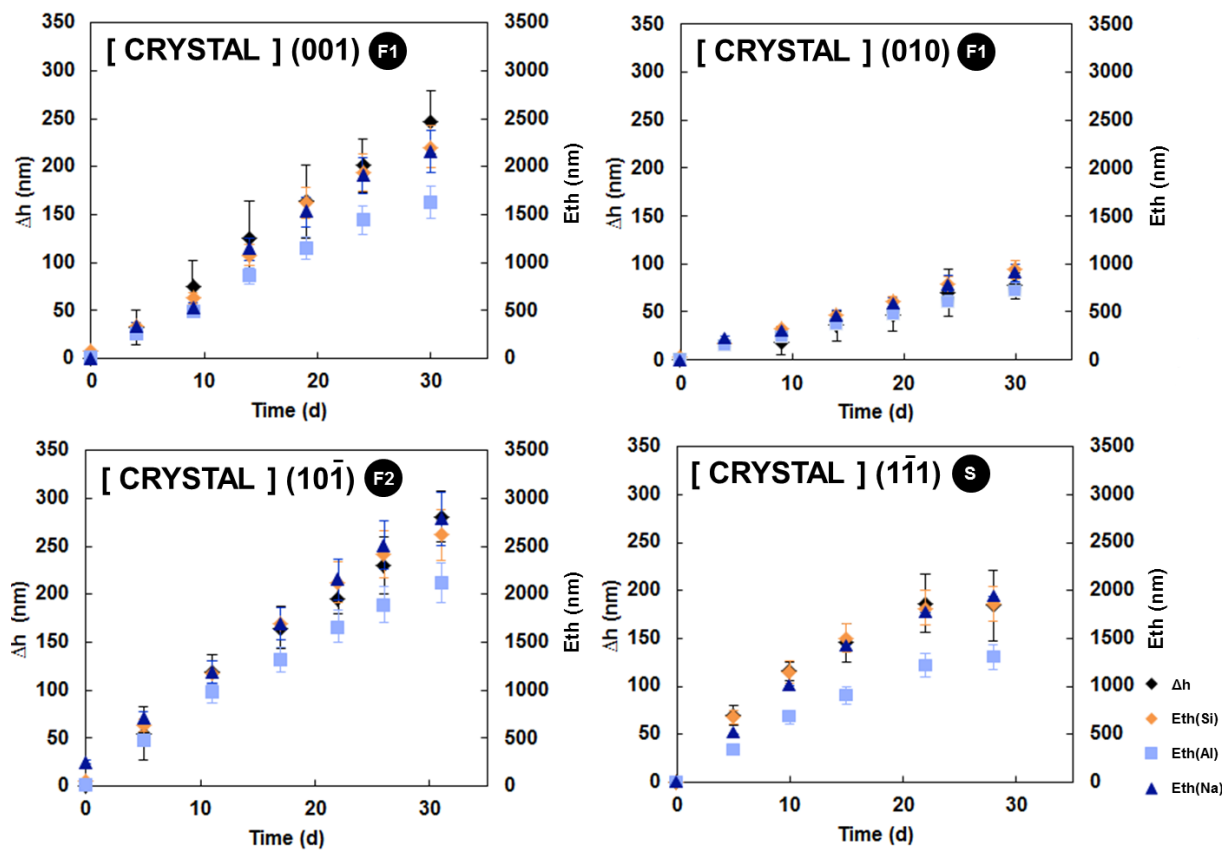 [ CRYSTAL ] (001) F1
350
300
250
200
150
100
50
0
Δh (nm)
3500
3000
2500
2000
1500
1000
500
0
Eth (nm)
0 10 20 30
Time (d)
[ CRYSTAL ] (010) F1
350
300
250
200
150
100
50
0
Δh (nm)
3500
3000
2500
2000
1500
1000
500
0
Eth (nm)
0 10 20 30
Time (d)
[ CRYSTAL ] (101̄) F2
350
300
250
200
150
100
50
0
Δh (nm)
3500
3000
2500
2000
1500
1000
500
0
Eth (nm)
0 10 20 30
Time (d)
[ CRYSTAL ] (11̄1) S
350
300
250
200
150
100
50
0
Δh (nm)
3500
3000
2500
2000
1500
1000
500
0
Eth (nm)
0 10 20 30
Time (d)
Δh
Eth(Si)
Eth(Al)
Eth(Na)